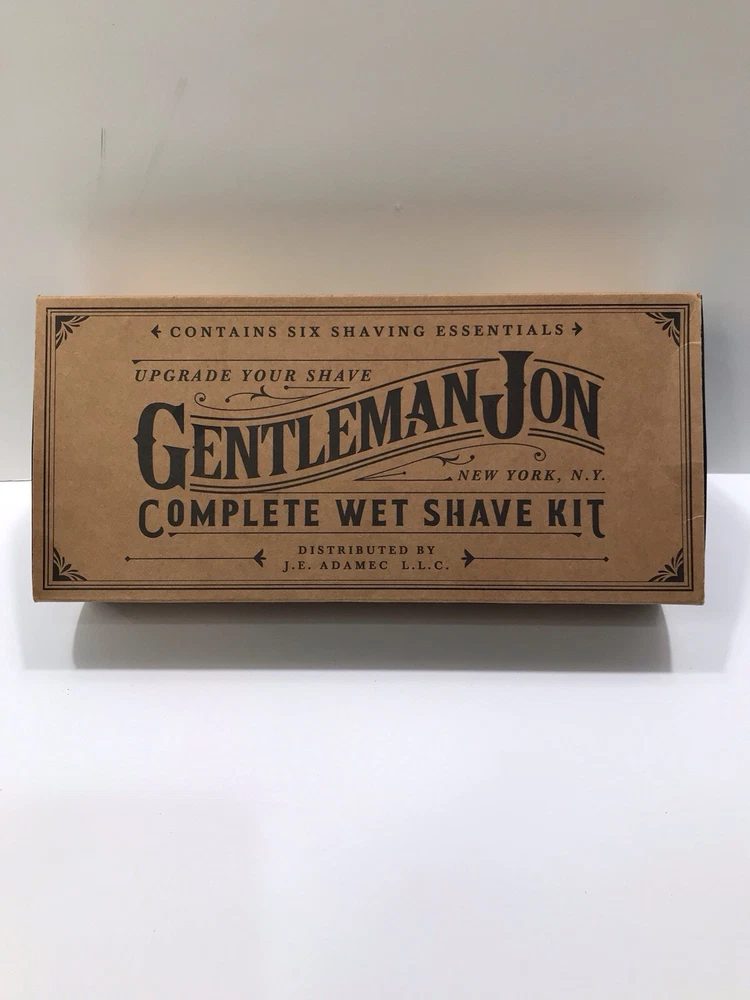 CONTAINS SIX SHAVING ESSENTIALS
UPGRADE YOUR SHAVE
GENTLEMAN JON
NEW YORK, N.Y.
COMPLETE WET SHAVE KIT
DISTRIBUTED BY
J.E. ADAMEC L.L.C.